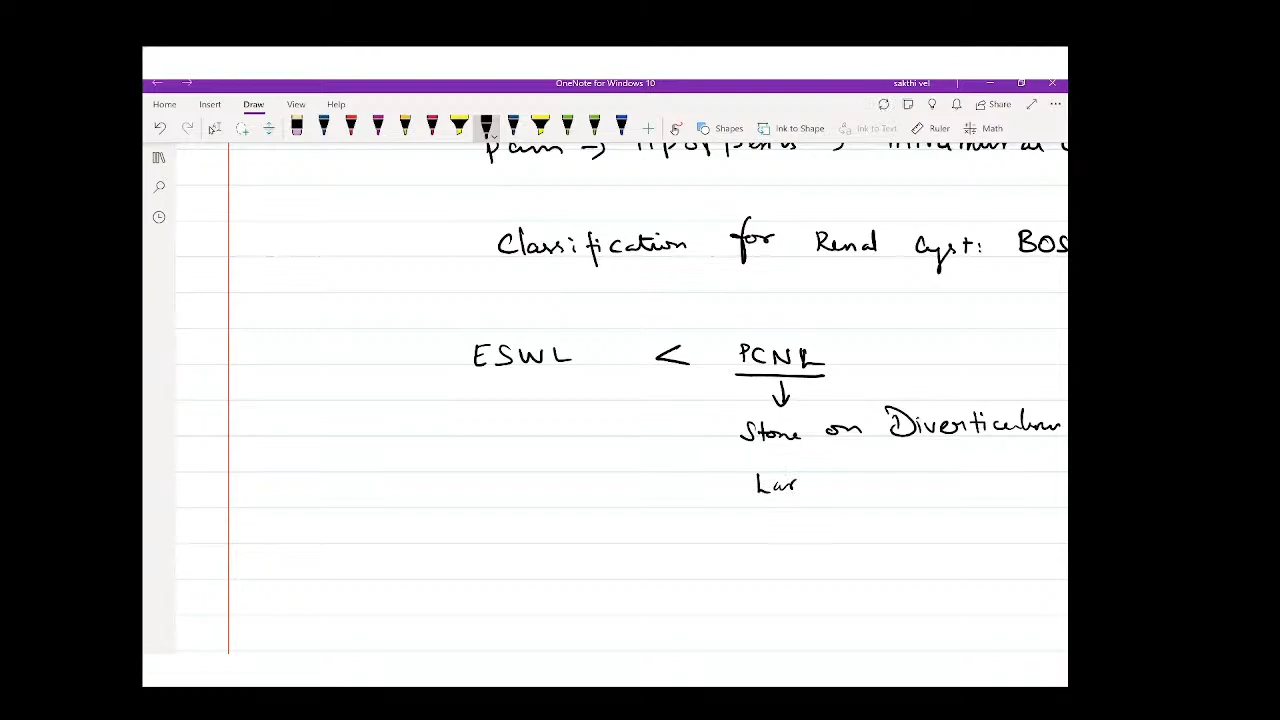 OneNote for Windows 10 sakthi vel
Home Insert Draw View Help Share
Shapes Ink to Shape Ink to Text Ruler Math
pain →
Classification for Renal cyst: BOS
ESWL < PCNL
↓
Stone on Diverticulum
Lar